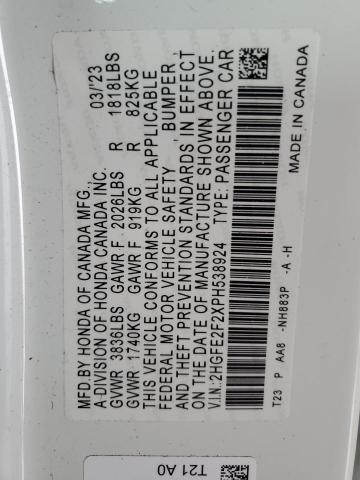 MFD. BY HONDA OF CANADA MFG., 03/'23
A-DIVISION OF HONDA CANADA INC.
GVWR 3836LBS GAWR F 2026LBS R 1818LBS
GVWR 1740KG GAWR F 919KG R 825KG
THIS VEHICLE CONFORMS TO ALL APPLICABLE
FEDERAL MOTOR VEHICLE SAFETY BUMPER,
AND THEFT PREVENTION STANDARDS IN EFFECT
ON THE DATE OF MANUFACTURE SHOWN ABOVE.
V.I.N:2HGFE2F2XPH538924 TYPE: PASSENGER CAR
T23 P AA8 -NH883P -A -H MADE IN CANADA
T21 A0